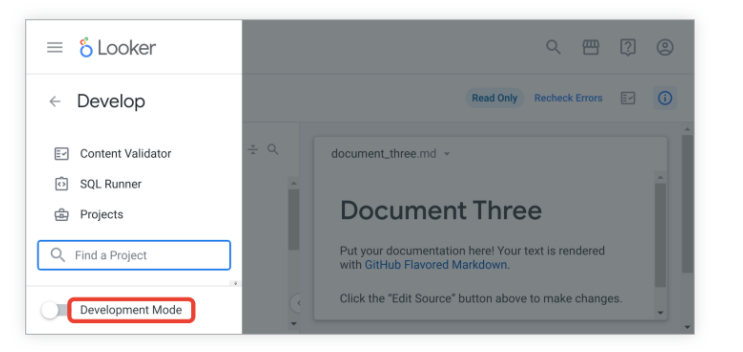 Looker
Develop
Read Only Recheck Errors
Content Validator
SQL Runner
Projects
Find a Project
Development Mode
document_three.md
Document Three
Put your documentation here! Your text is rendered
with GitHub Flavored Markdown.
Click the "Edit Source" button above to make changes.